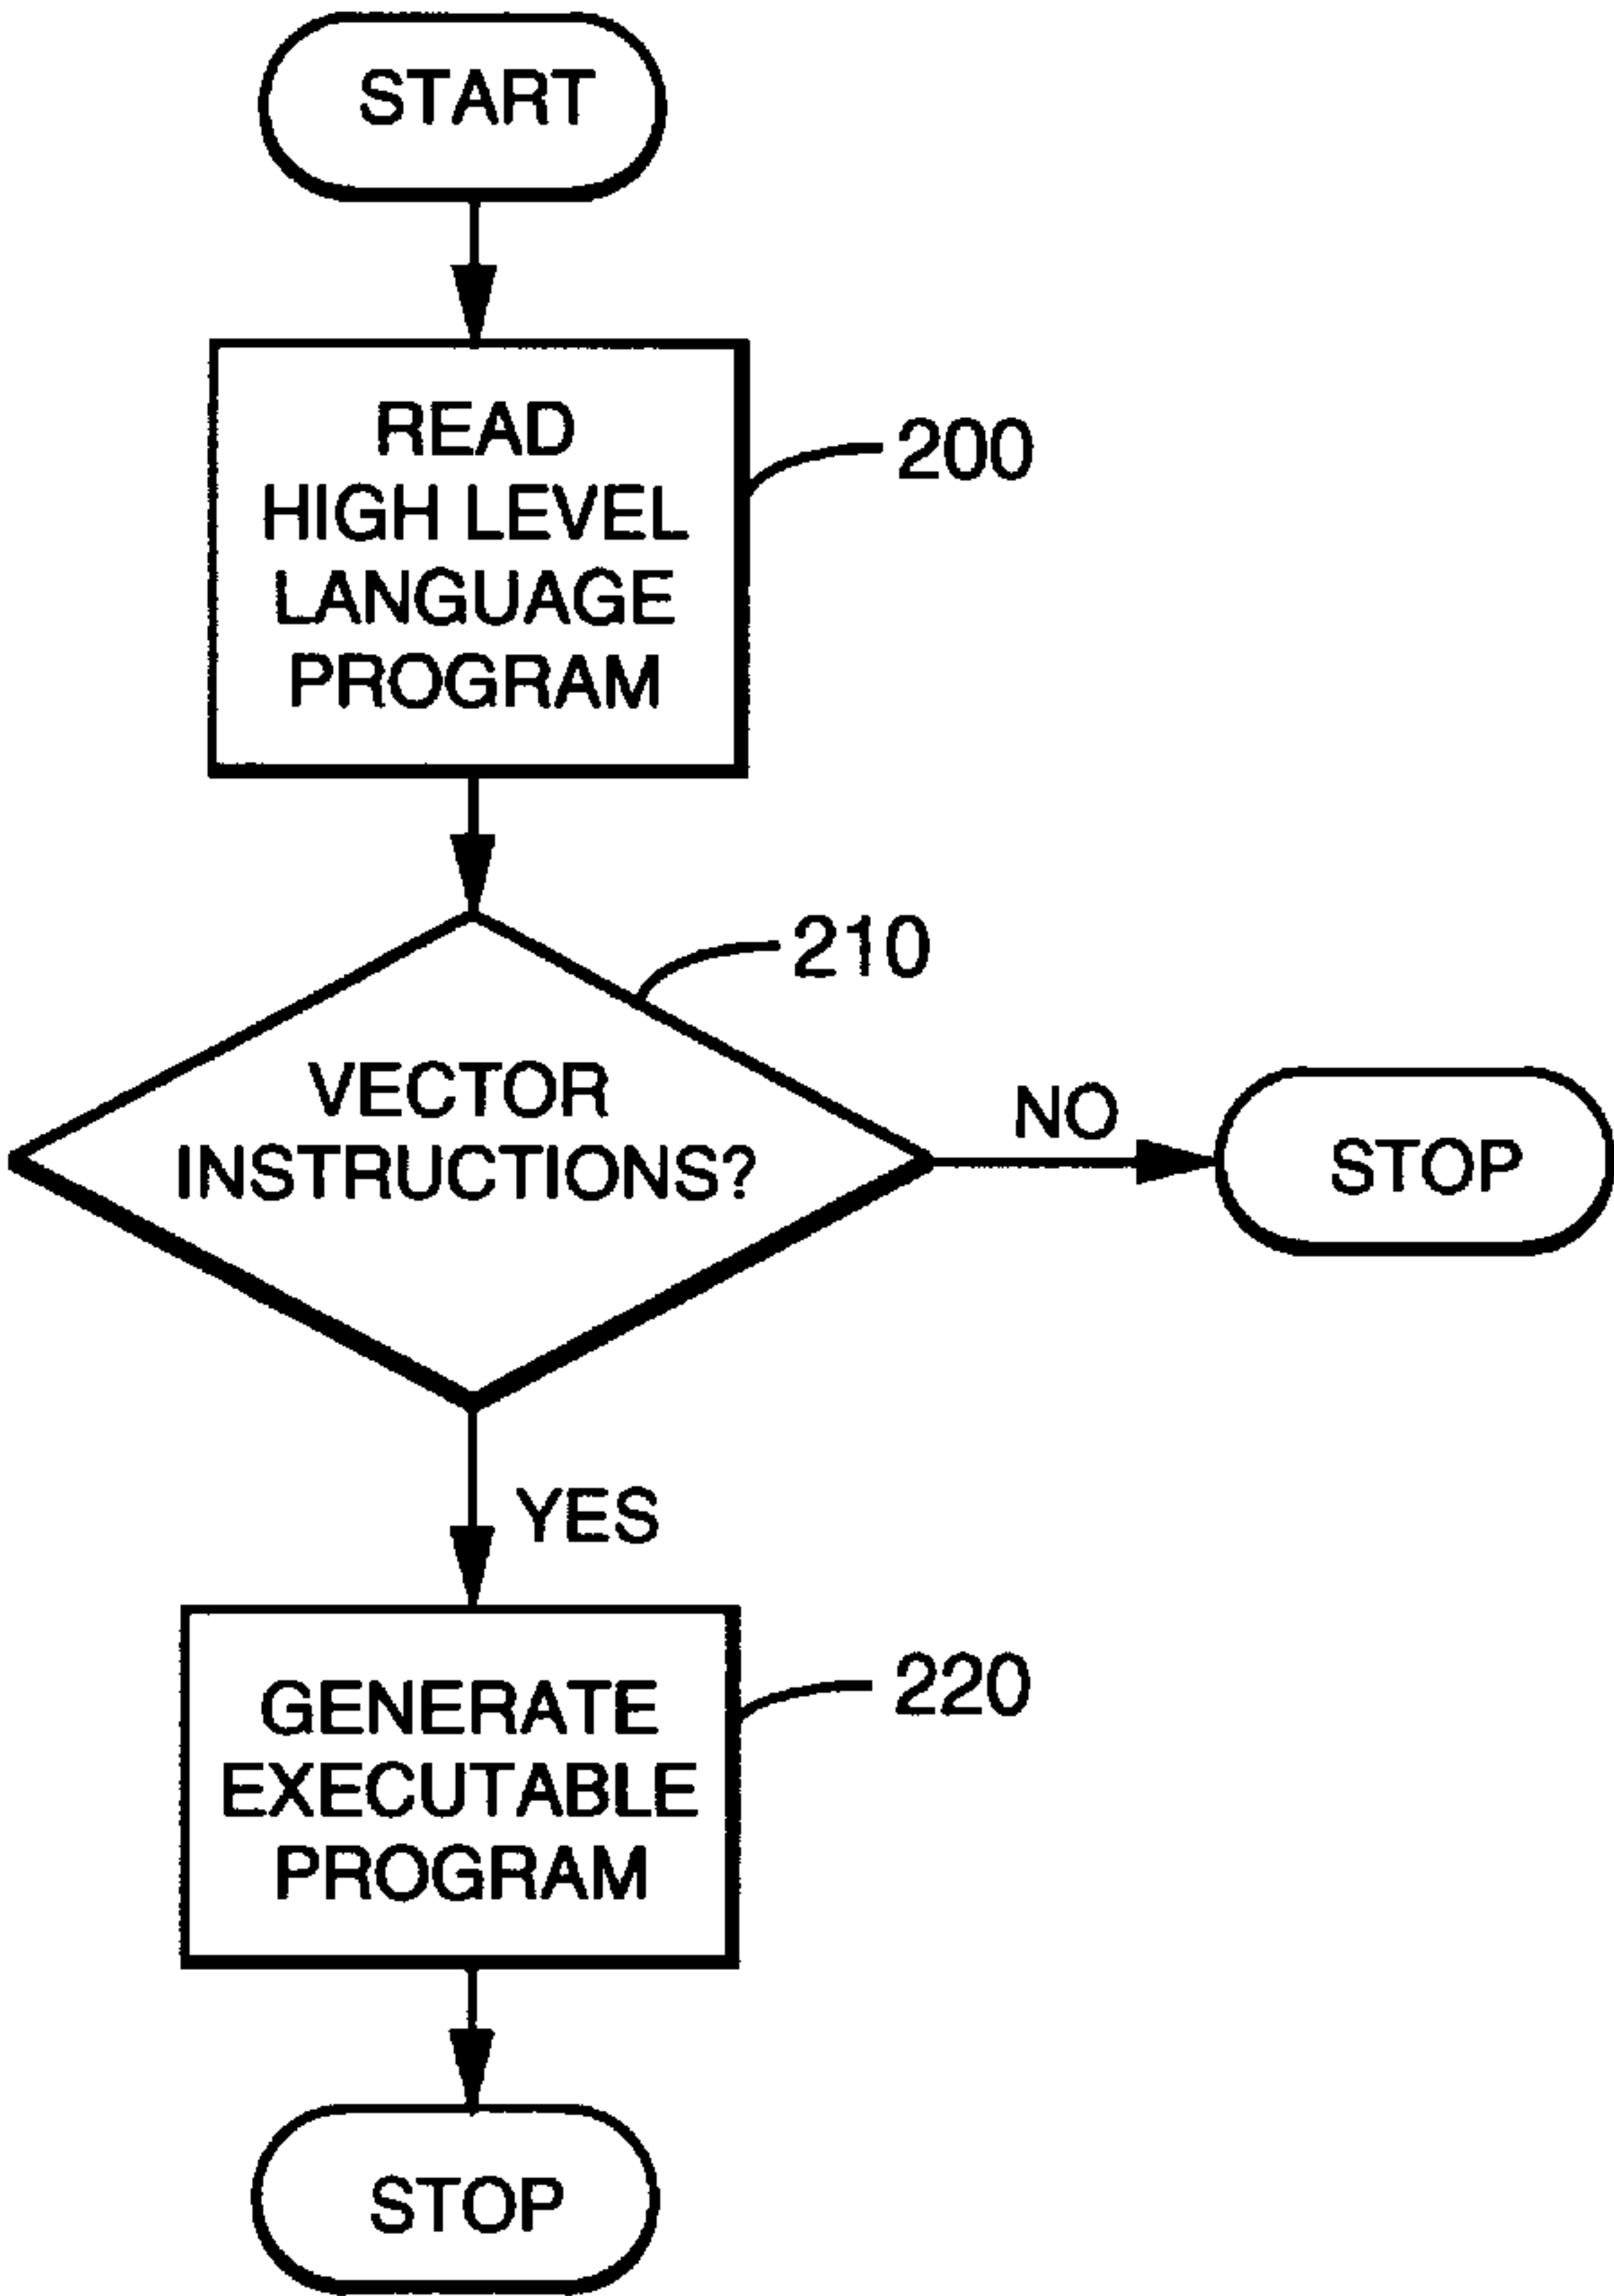 START
READ
HIGH LEVEL
LANGUAGE
PROGRAM
200
210
VECTOR
INSTRUCTIONS?
NO
STOP
YES
GENERATE
EXECUTABLE
PROGRAM
220
STOP